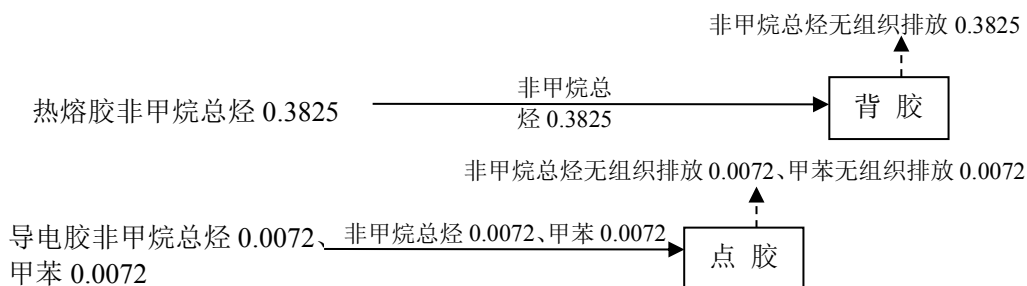 非甲烷总烃无组织排放 0.3825
热熔胶非甲烷总烃 0.3825
非甲烷总
烃 0.3825
背 胶
非甲烷总烃无组织排放 0.0072、甲苯无组织排放 0.0072
导电胶非甲烷总烃 0.0072、
甲苯 0.0072
非甲烷总烃 0.0072、甲苯 0.0072
点 胶